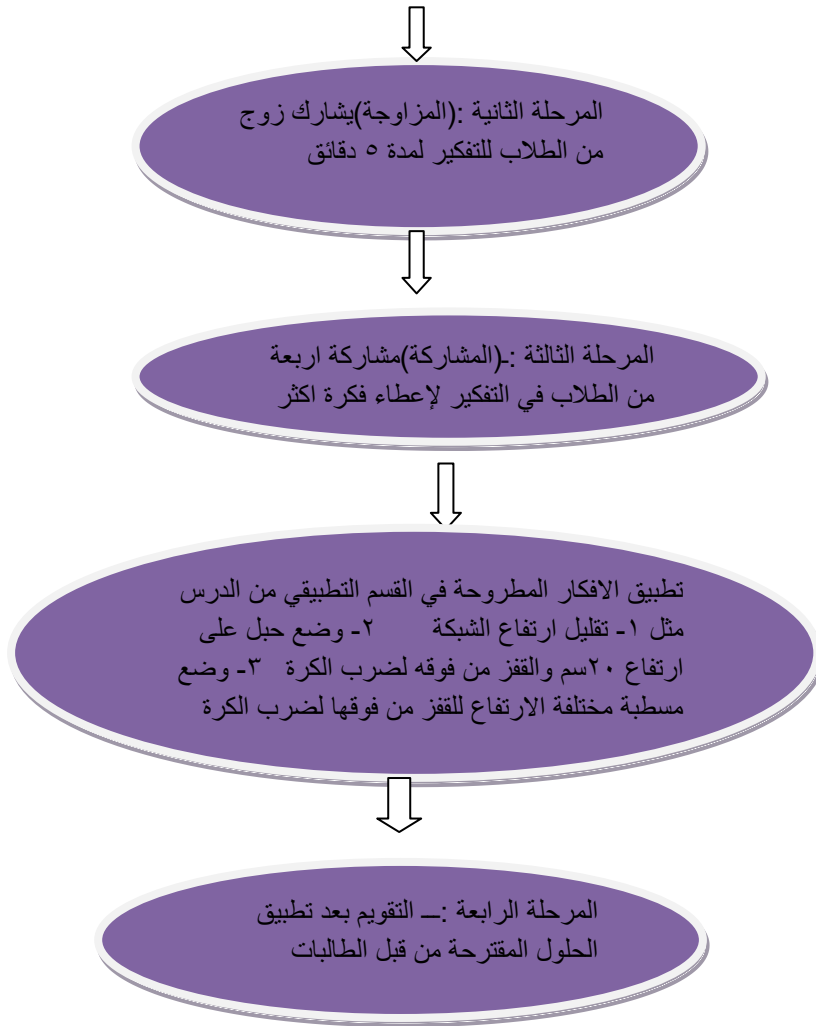 المرحلة الثانية :(المزاوجة)يشارك زوج
من الطلاب للتفكير لمدة ٥ دقائق
المرحلة الثالثة :ـ(المشاركة)مشاركة اربعة
من الطلاب في التفكير لإعطاء فكرة اكثر
تطبيق الافكار المطروحة في القسم التطبيقي من الدرس
مثل ١- تقليل ارتفاع الشبكة ٢- وضع حبل على
ارتفاع ٢٠سم والقفز من فوقه لضرب الكرة ٣- وضع
مسطبة مختلفة الارتفاع للقفز من فوقها لضرب الكرة
المرحلة الرابعة :ــ التقويم بعد تطبيق
الحلول المقترحة من قبل الطالبات